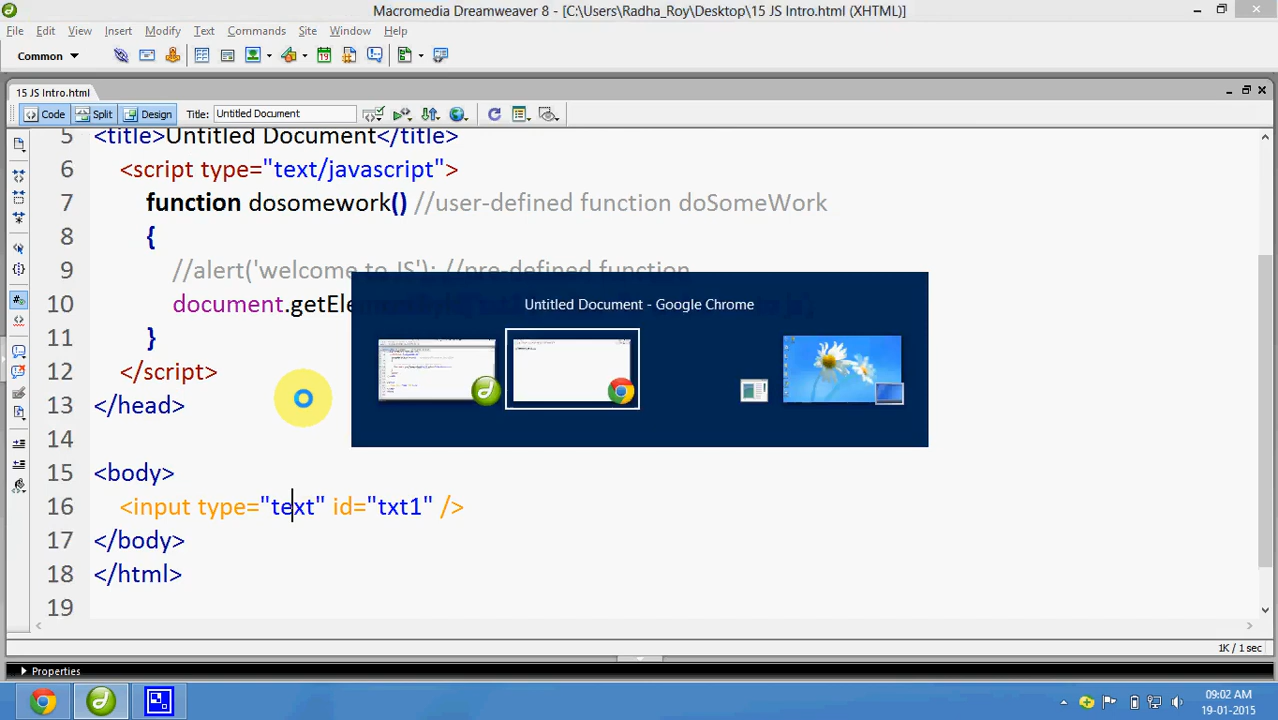 Macromedia Dreamweaver 8 - [C:\Users\Radha_Roy\Desktop\15 JS Intro.html (XHTML)]
File Edit View Insert Modify Text Commands Site Window Help
Common
15 JS Intro.html
Code Split Design Title: Untitled Document
5 <title>Untitled Document</title>
6 <script type="text/javascript">
7 function dosomework() //user-defined function doSomeWork
8 {
9 //alert('welcome to JS'); //pre-defined function
10 document.getElementById
11 }
12 </script>
13 </head>
14
15 <body>
16 <input type="text" id="txt1" />
17 </body>
18 </html>
19
Untitled Document - Google Chrome
1K / 1 sec
Properties
09:02 AM
19-01-2015